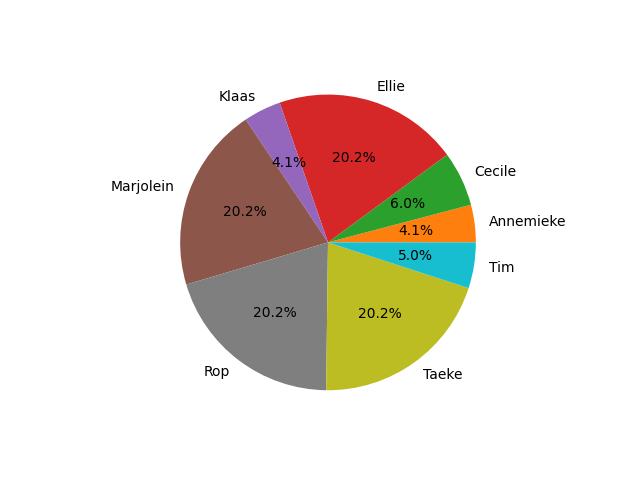 Ellie
Klaas
20.2%
4.1%
Cecile
Marjolein
6.0%
20.2%
Annemieke
4.1%
5.0%
Tim
20.2%
20.2%
Rop
Taeke